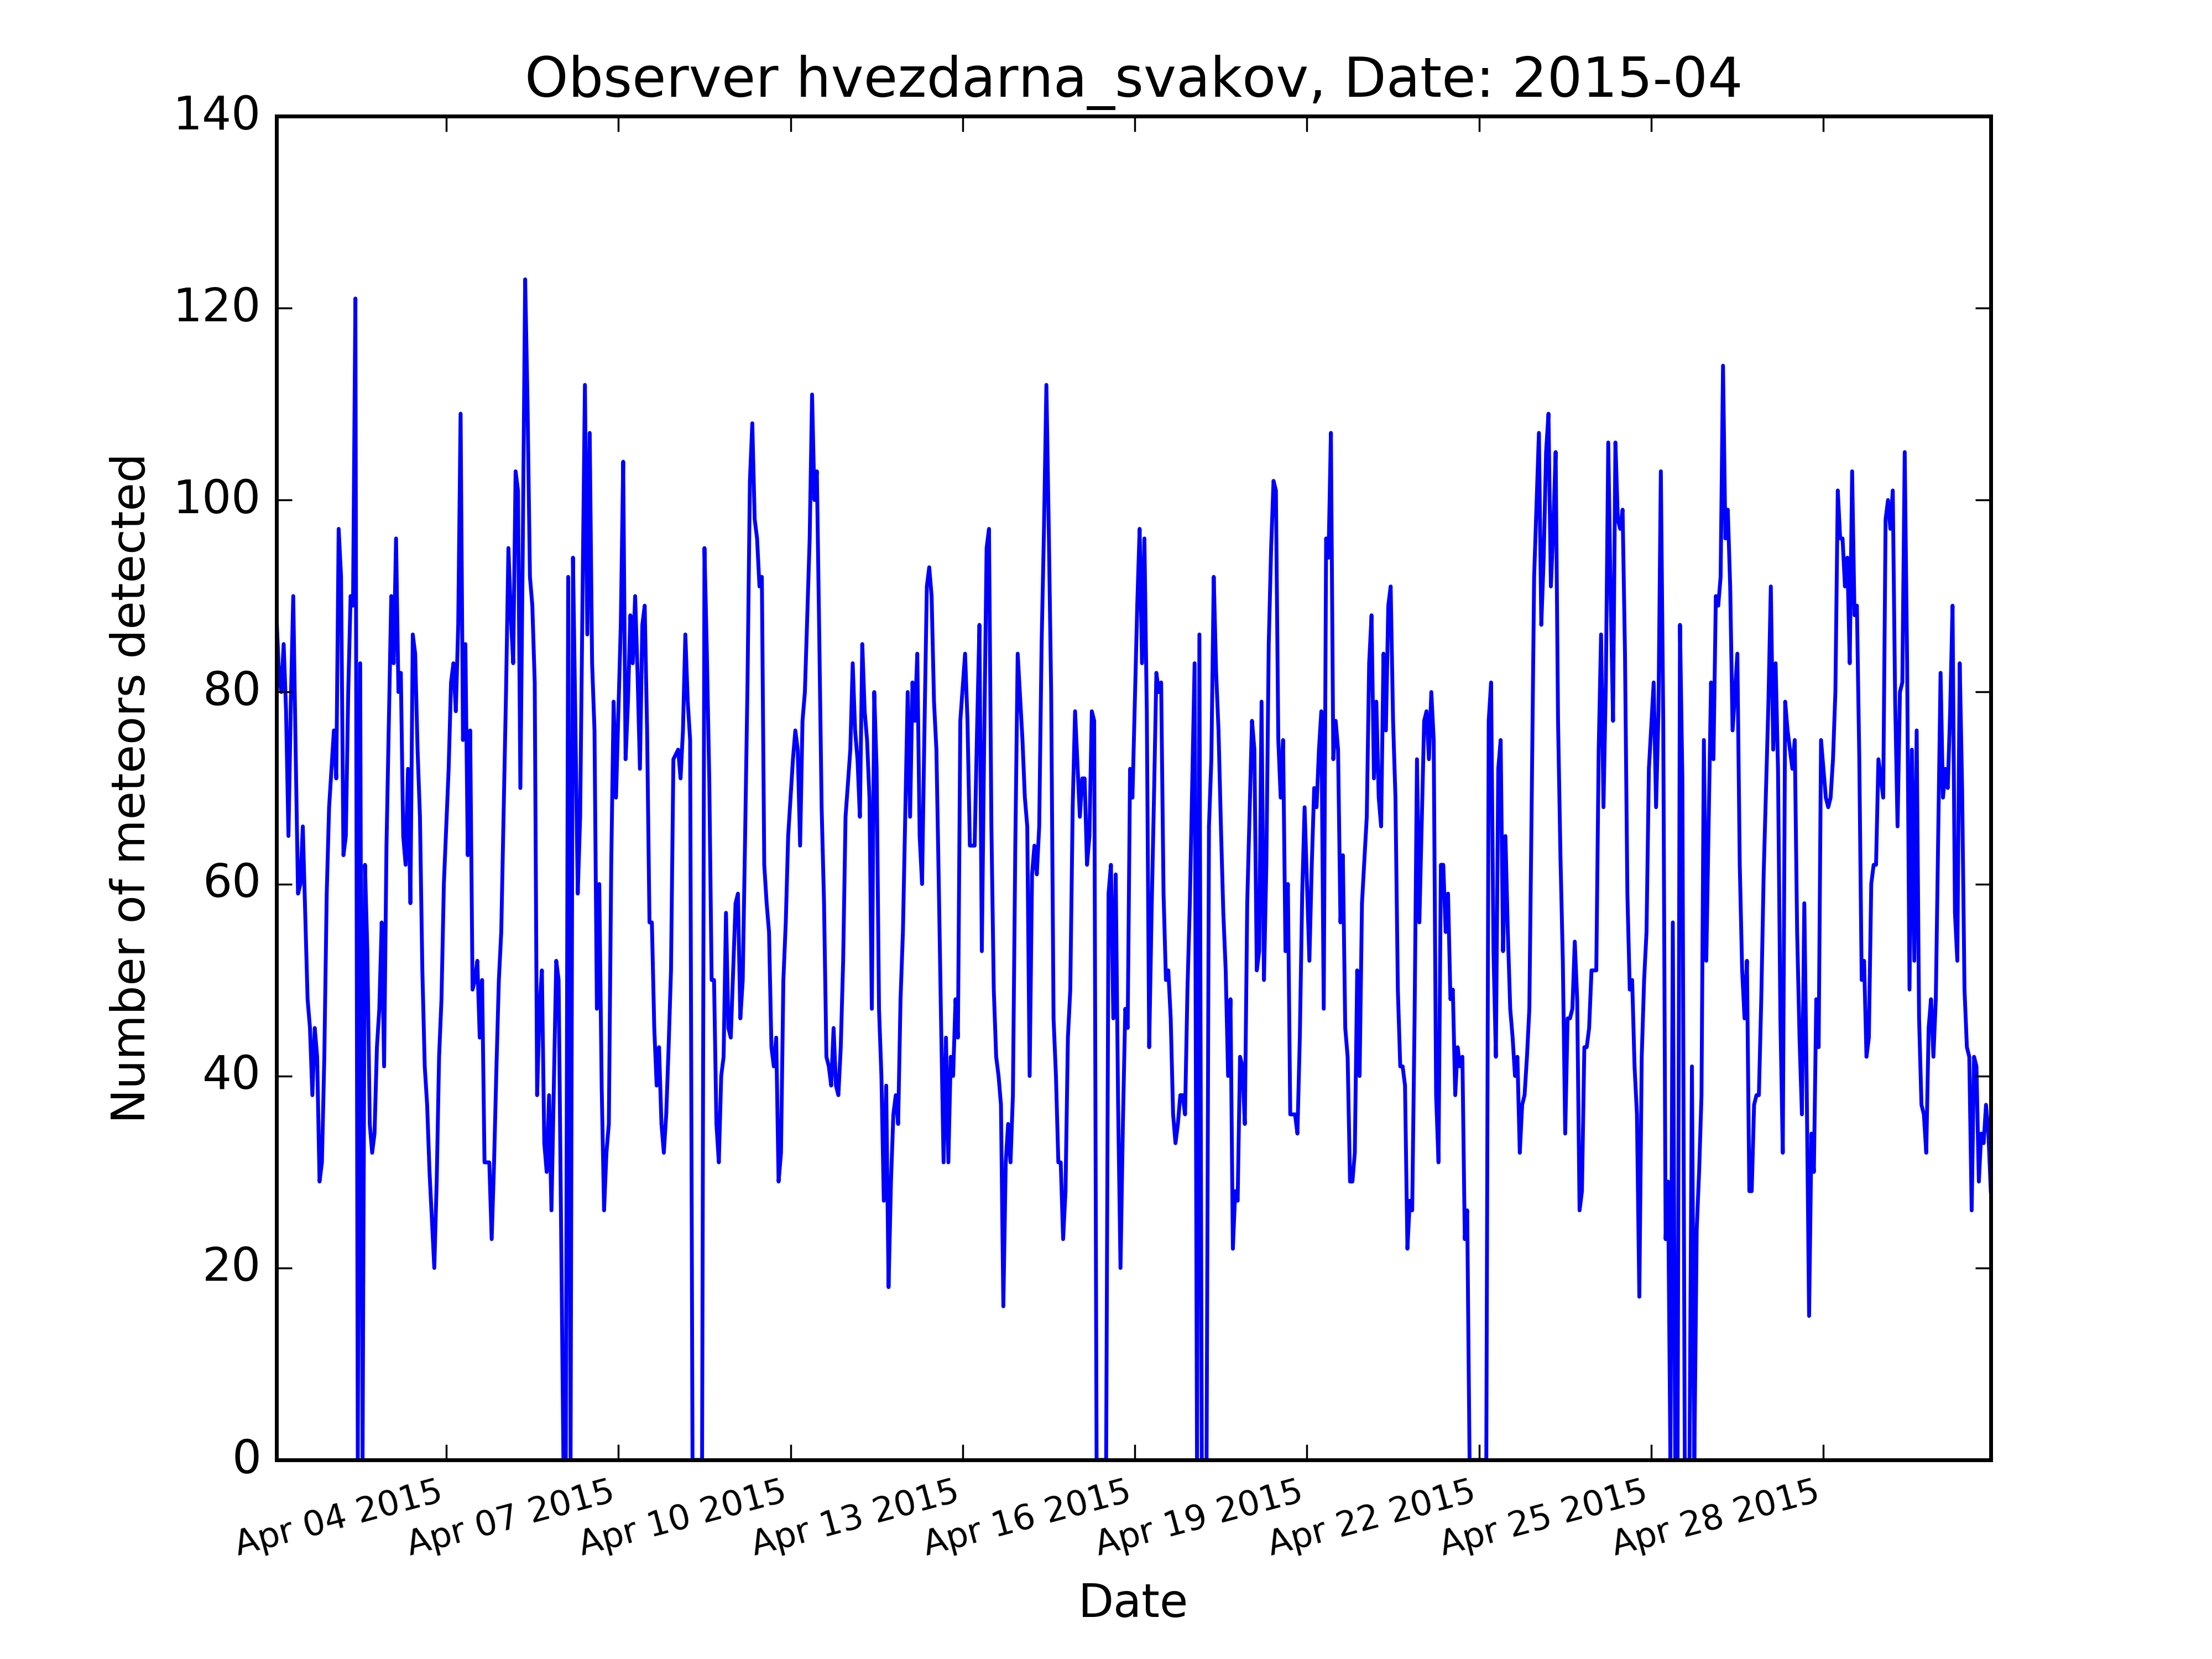 Observer hvezdarna_svakov, Date: 2015-04
Number of meteors detected
140
120
100
80
60
40
20
0
Apr 04 2015
Apr 07 2015
Apr 10 2015
Apr 13 2015
Apr 16 2015
Apr 19 2015
Apr 22 2015
Apr 25 2015
Apr 28 2015
Date